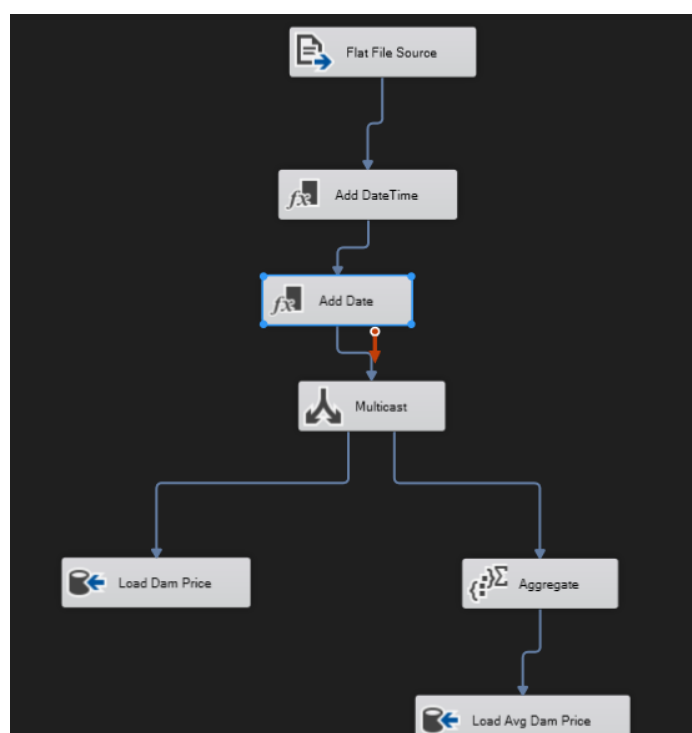 Flat File Source
Add DateTime
Add Date
Multicast
Load Dam Price
Aggregate
Load Avg Dam Price